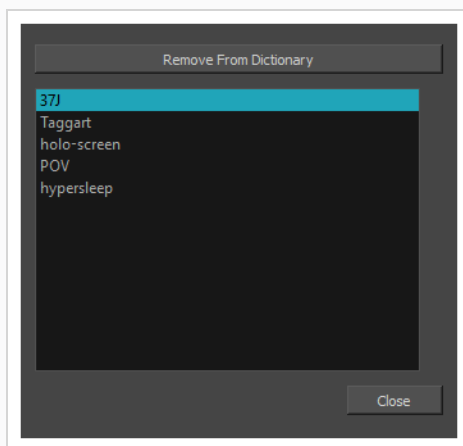 Remove From Dictionary
37J
Taggart
holo-screen
POV
hypersleep
Close